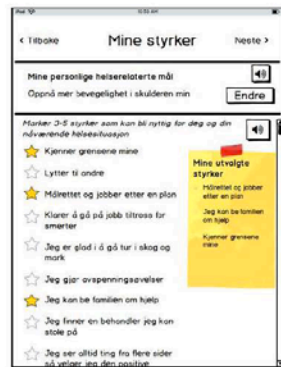 iPad
11:53 AM
< Tilbake
Mine styrker
Neste >
Mine personlige helserelaterte mål
Oppnå mer bevegelighet i skulderen min
Endre
Marker 3-5 styrker som kan bli nyttig for deg og din
nåværende helsesituasjon
Kjenner grensene mine
Lytter til andre
Målrettet og jobber etter en plan
Klarer å gå på jobb tiltross for
smerter
Jeg er glad i å gå tur i skog og
mark
Jeg gjør avspenningsøvelser
Jeg kan be familien om hjelp
Jeg finner en behandler jeg kan
stole på
Jeg ser alltid ting fra flere sider
så velger jeg den positive
Mine utvalgte
styrker
Målrettet og jobber
etter en plan
Jeg kan be familien
om hjelp
Kjenner grensene
mine